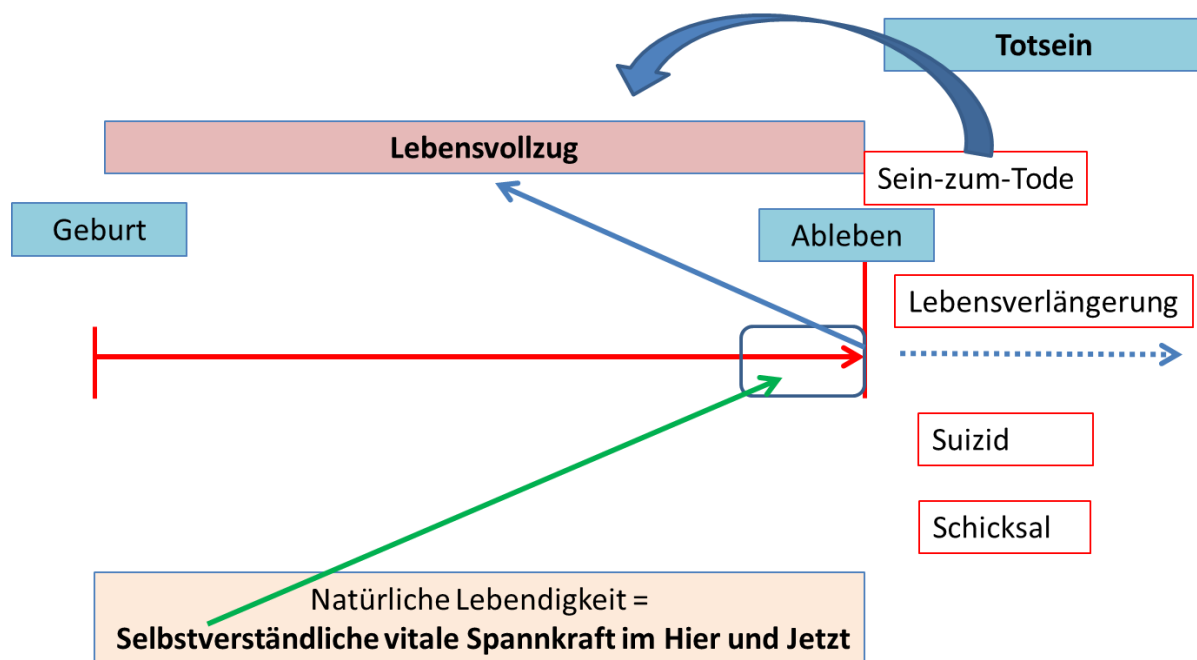 Totsein
Lebensvollzug
Sein-zum-Tode
Geburt
Ableben
Lebensverlängerung
Suizid
Schicksal
Natürliche Lebendigkeit =
Selbstverständliche vitale Spannkraft im Hier und Jetzt